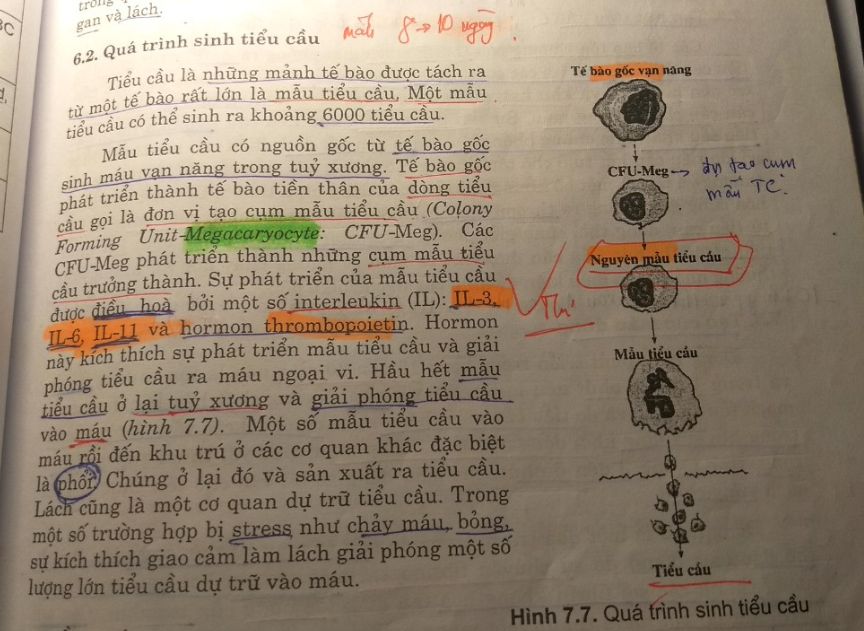 gan và lách.
6.2. Quá trình sinh tiểu cầu
mất 8 → 10 ngày.
Tiểu cầu là những mảnh tế bào được tách ra
từ một tế bào rất lớn là mẫu tiểu cầu. Một mẫu
tiểu cầu có thể sinh ra khoảng 6000 tiểu cầu.
Mẫu tiểu cầu có nguồn gốc từ tế bào gốc
sinh máu vạn năng trong tuỷ xương. Tế bào gốc
phát triển thành tế bào tiền thân của dòng tiểu
cầu gọi là đơn vị tạo cụm mẫu tiểu cầu (Colony
Forming Unit-Megacaryocyte: CFU-Meg). Các
CFU-Meg phát triển thành những cụm mẫu tiểu
cầu trưởng thành. Sự phát triển của mẫu tiểu cầu
được điều hoà bởi một số interleukin (IL): IL-3,
IL-6, IL-11 và hormon thrombopoietin. Hormon
này kích thích sự phát triển mẫu tiểu cầu và giải
phóng tiểu cầu ra máu ngoại vi. Hầu hết mẫu
tiểu cầu ở lại tuỷ xương và giải phóng tiểu cầu
vào máu (hình 7.7). Một số mẫu tiểu cầu vào
máu rồi đến khu trú ở các cơ quan khác đặc biệt
là phổi. Chúng ở lại đó và sản xuất ra tiểu cầu.
Lách cũng là một cơ quan dự trữ tiểu cầu. Trong
một số trường hợp bị stress như chảy máu, bỏng,
sự kích thích giao cảm làm lách giải phóng một số
lượng lớn tiểu cầu dự trữ vào máu.
Tế bào gốc vạn năng
CFU-Meg → đv tạo cụm
mẫu TC.
Nguyên mẫu tiểu cầu
Mẫu tiểu cầu
Tiểu cầu
Hình 7.7. Quá trình sinh tiểu cầu